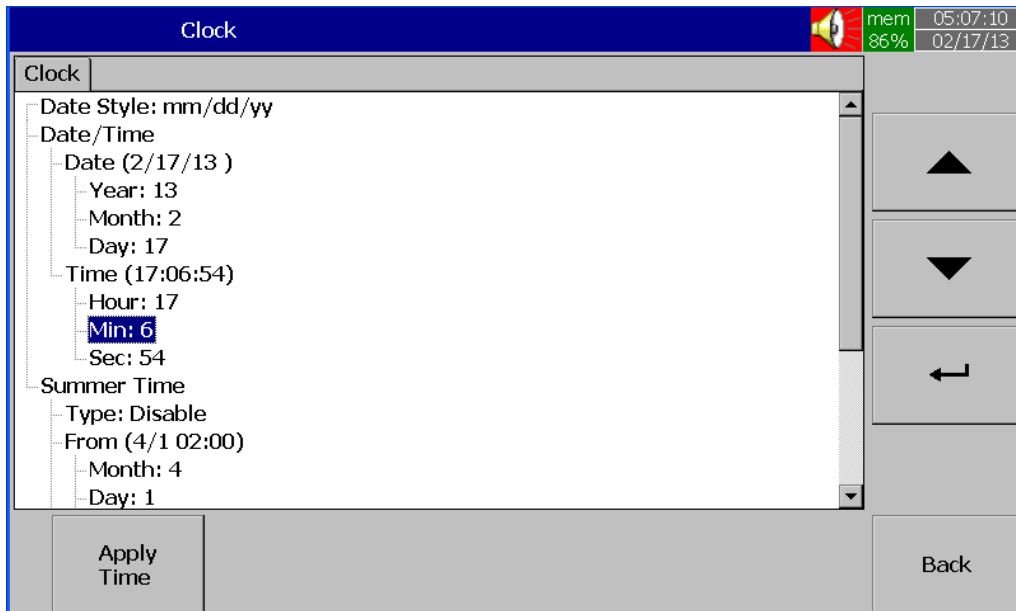 Clock
mem 05:07:10
86% 02/17/13
Clock
Date Style: mm/dd/yy
Date/Time
Date (2/17/13 )
Year: 13
Month: 2
Day: 17
Time (17:06:54)
Hour: 17
Min: 6
Sec: 54
Summer Time
Type: Disable
From (4/1 02:00)
Month: 4
Day: 1
Apply
Time
Back